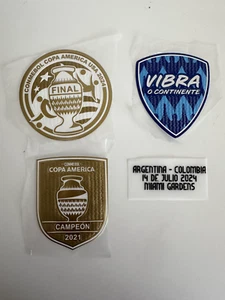 CONMEBOL COPA AMERICA USA 2024
FINAL
VIBRA
O CONTINENTE
CONMEBOL
COPA AMERICA
CAMPEÓN
2021
ARGENTINA - COLOMBIA
14 DE JULIO 2024
MIAMI GARDENS